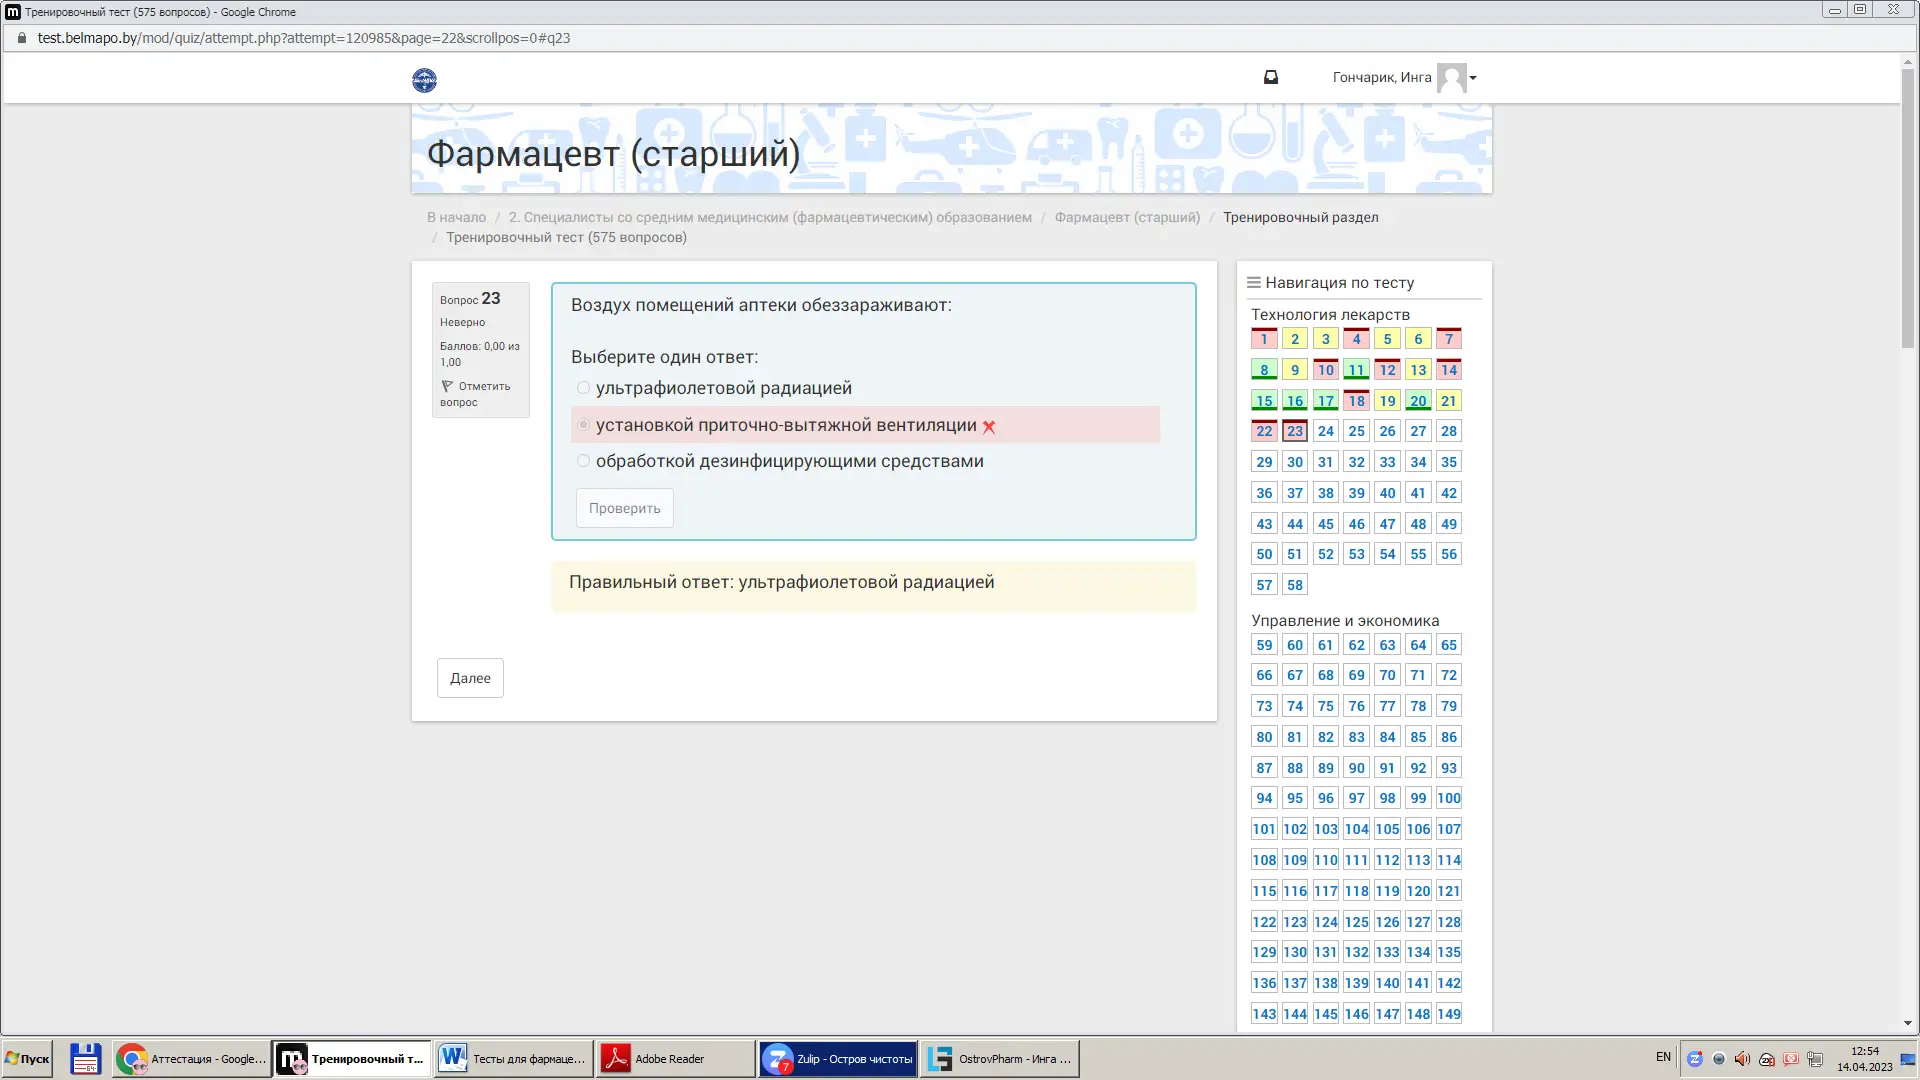 Тренировочный тест (575 вопросов) - Google Chrome
test.belmapo.by/mod/quiz/attempt.php?attempt=120985&page=22&scrollpos=0#q23
Гончарик, Инга
Фармацевт (старший)
В начало / 2. Специалисты со средним медицинским (фармацевтическим) образованием / Фармацевт (старший) / Тренировочный раздел
/ Тренировочный тест (575 вопросов)
Вопрос 23
Неверно
Баллов: 0,00 из
1,00
Отметить
вопрос
Воздух помещений аптеки обеззараживают:
Выберите один ответ:
ультрафиолетовой радиацией
установкой приточно-вытяжной вентиляции
обработкой дезинфицирующими средствами
Проверить
Правильный ответ: ультрафиолетовой радиацией
Далее
Навигация по тесту
Технология лекарств
1 2 3 4 5 6 7
8 9 10 11 12 13 14
15 16 17 18 19 20 21
22 23 24 25 26 27 28
29 30 31 32 33 34 35
36 37 38 39 40 41 42
43 44 45 46 47 48 49
50 51 52 53 54 55 56
57 58
Управление и экономика
59 60 61 62 63 64 65
66 67 68 69 70 71 72
73 74 75 76 77 78 79
80 81 82 83 84 85 86
87 88 89 90 91 92 93
94 95 96 97 98 99 100
101 102 103 104 105 106 107
108 109 110 111 112 113 114
115 116 117 118 119 120 121
122 123 124 125 126 127 128
129 130 131 132 133 134 135
136 137 138 139 140 141 142
143 144 145 146 147 148 149
Пуск
Аттестация - Google...
Тренировочный т...
Тесты для фармаце...
Adobe Reader
7
Zulip - Остров чистоты
OstrovPharm - Инга ...
EN
12:54
14.04.2023